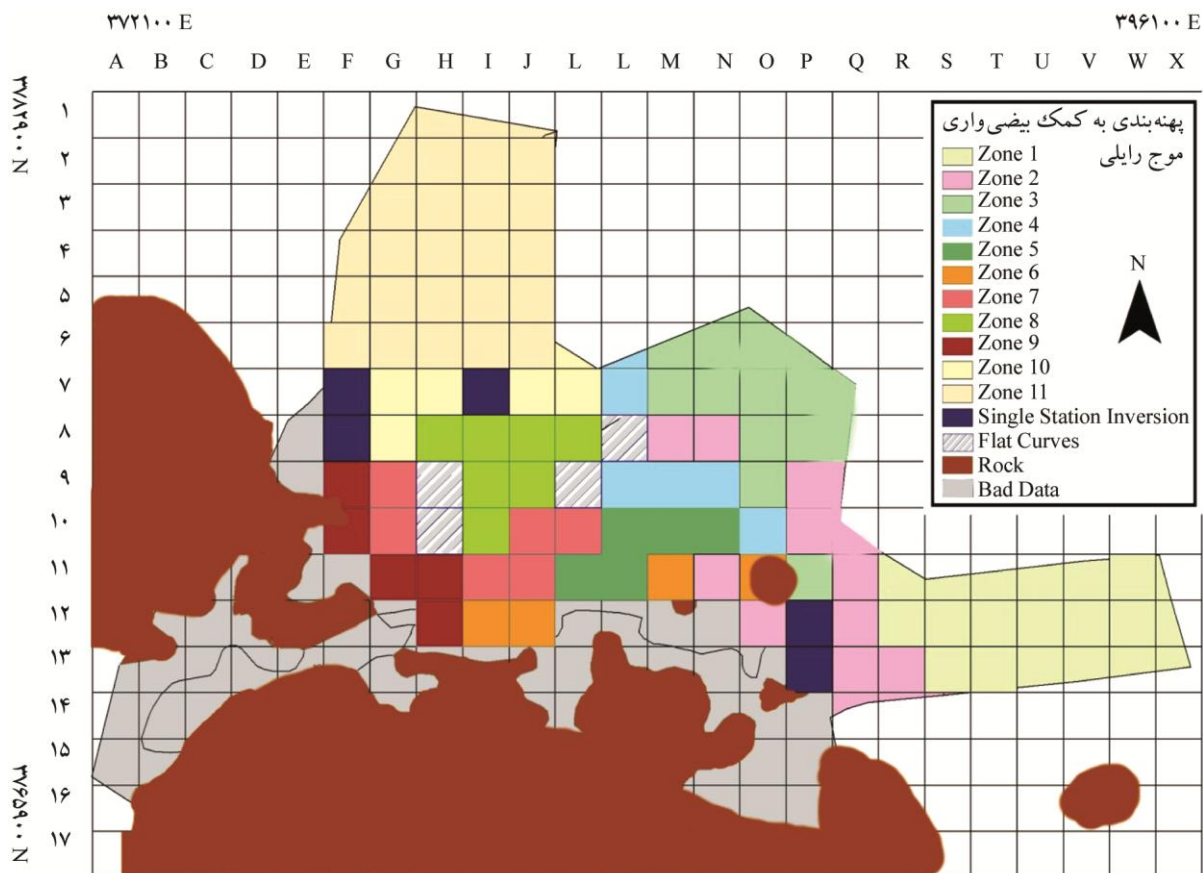 ۳۷۲۱۰۰ E
۳۹۶۱۰۰ E
A B C D E F G H I J L L M N O P Q R S T U V W X
۳۷۸۲۹۰۰ N
۳۷۶۵۹۰۰ N
۱
۲
۳
۴
۵
۶
۷
۸
۹
۱۰
۱۱
۱۲
۱۳
۱۴
۱۵
۱۶
۱۷
پهنه‌بندی به کمک بیضی‌واری
موج رایلی
Zone 1
Zone 2
Zone 3
Zone 4
Zone 5
Zone 6
Zone 7
Zone 8
Zone 9
Zone 10
Zone 11
Single Station Inversion
Flat Curves
Rock
Bad Data
N